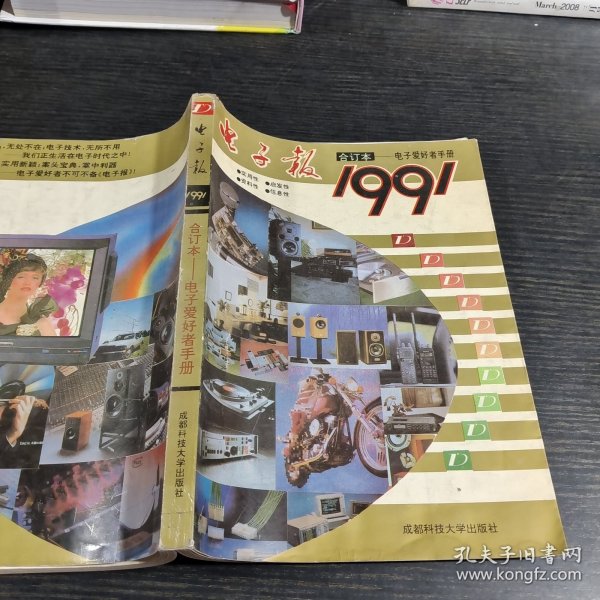 March, 2008
，无处不在；电子技术，无所不用
我们正生活在电子时代之中！
实用新颖；案头宝典，掌中利器
电子爱好者不可不备《电子报》！
D
电子报
1991
合订本——电子爱好者手册
成都科技大学出版社
电子报
合订本——电子爱好者手册
1991
●实用性 ●启发性
●资料性 ●信息性
D
D
D
D
D
D
D
D
D
成都科技大学出版社
孔夫子旧书网
www.kongfz.com